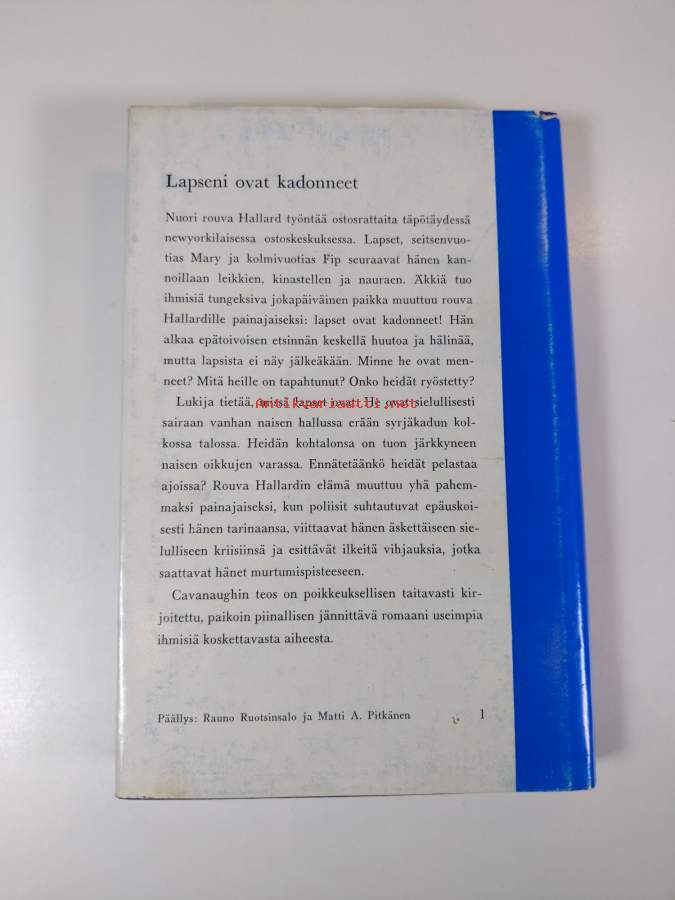 Lapseni ovat kadonneet
Nuori rouva Hallard työntää ostosrattaita täpötäydessä
newyorkilaisessa ostoskeskuksessa. Lapset, seitsenvuo-
tias Mary ja kolmivuotias Fip seuraavat hänen kan-
noillaan leikkien, kinastellen ja nauraen. Äkkiä tuo
ihmisiä tungeksiva jokapäiväinen paikka muuttuu rouva
Hallardille painajaiseksi: lapset ovat kadonneet! Hän
alkaa epätoivoisen etsinnän keskellä huutoa ja hälinää,
mutta lapsista ei näy jälkeäkään. Minne he ovat men-
neet? Mitä heille on tapahtunut? Onko heidät ryöstetty?
Lukija tietää, missä lapset ovat. He ovat sielullisesti
Antikvariaatti.net
sairaan vanhan naisen hallussa erään syrjäkadun kol-
kossa talossa. Heidän kohtalonsa on tuon järkkyneen
naisen oikkujen varassa. Ennätetäänkö heidät pelastaa
ajoissa? Rouva Hallardin elämä muuttuu yhä pahem-
maksi painajaiseksi, kun poliisit suhtautuvat epäuskoi-
sesti hänen tarinaansa, viittaavat hänen äskettäiseen sie-
lulliseen kriisiinsä ja esittävät ilkeitä vihjauksia, jotka
saattavat hänet murtumispisteeseen.
Cavanaughin teos on poikkeuksellisen taitavasti kir-
joitettu, paikoin piinallisen jännittävä romaani useimpia
ihmisiä koskettavasta aiheesta.
Päällys: Rauno Ruotsinsalo ja Matti A. Pitkänen 1